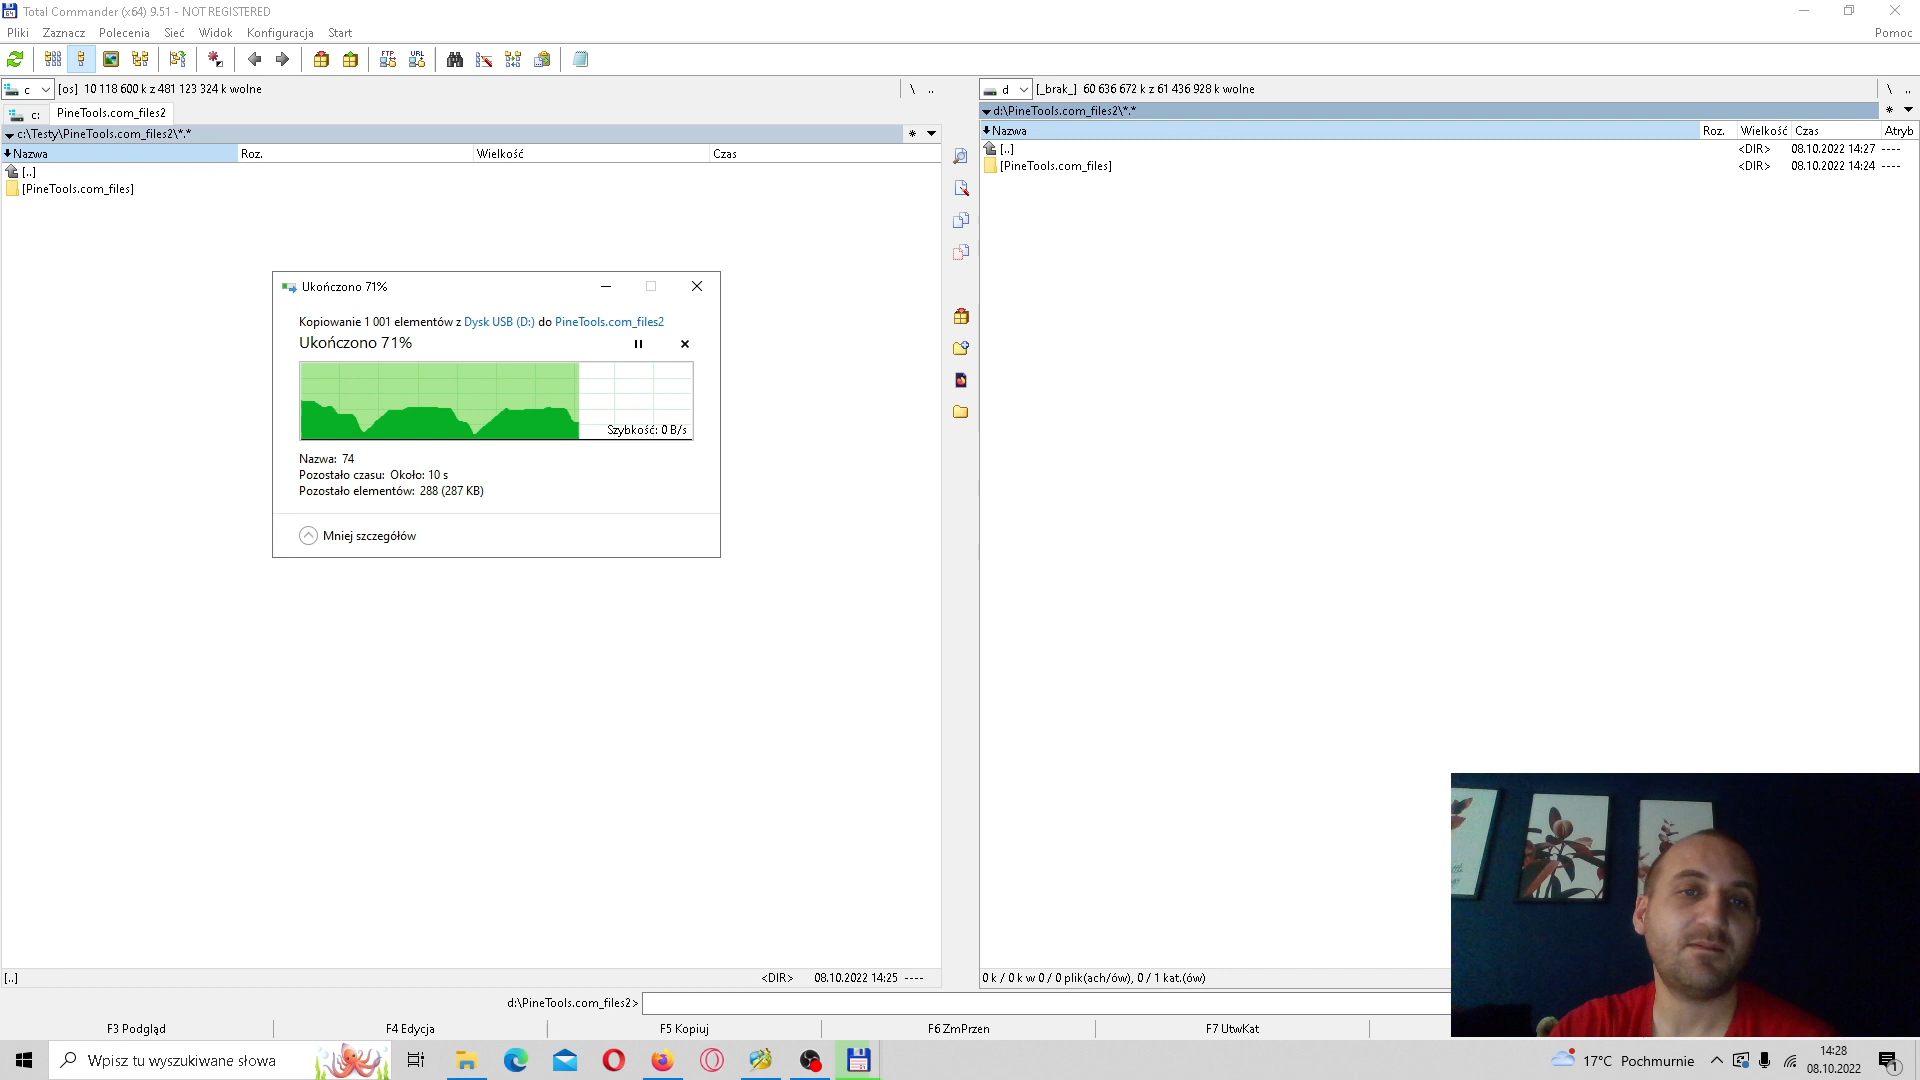 Total Commander (x64) 9.51 - NOT REGISTERED
Pliki Zaznacz Polecenia Sieć Widok Konfiguracja Start Pomoc
FTP URL
c [os] 10 118 600 k z 481 123 324 k wolne \ ..
c: PineTools.com_files2
c:\Testy\PineTools.com_files2\*.* *
Nazwa Roz. Wielkość Czas
[..]
[PineTools.com_files]
Ukończono 71%
Kopiowanie 1 001 elementów z Dysk USB (D:) do PineTools.com_files2
Ukończono 71%
Szybkość: 0 B/s
Nazwa: 74
Pozostało czasu: Około: 10 s
Pozostało elementów: 288 (287 KB)
Mniej szczegółów
[..] <DIR> 08.10.2022 14:25 ----
d [_brak_] 60 636 672 k z 61 436 928 k wolne \ ..
d:\PineTools.com_files2\*.* *
Nazwa Roz. Wielkość Czas Atryb
[..] <DIR> 08.10.2022 14:27 ----
[PineTools.com_files] <DIR> 08.10.2022 14:24 ----
0 k / 0 k w 0 / 0 plik(ach/ów), 0 / 1 kat.(ów)
d:\PineTools.com_files2>
F3 Podgląd F4 Edycja F5 Kopiuj F6 ZmPrzen F7 UtwKat
Wpisz tu wyszukiwane słowa
17°C Pochmurnie
14:28
08.10.2022
1